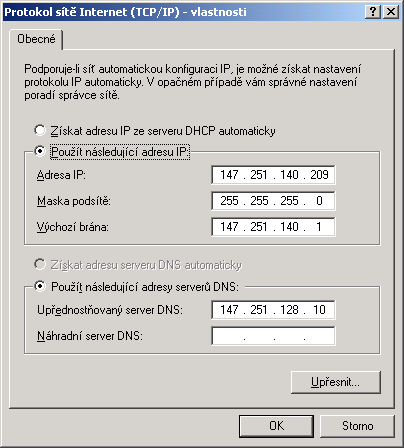 Protokol sítě Internet (TCP/IP) - vlastnosti
Obecné
Podporuje-li síť automatickou konfiguraci IP, je možné získat nastavení
protokolu IP automaticky. V opačném případě vám správné nastavení
poradí správce sítě.
Získat adresu IP ze serveru DHCP automaticky
Použít následující adresu IP:
Adresa IP: 147 . 251 . 140 . 209
Maska podsítě: 255 . 255 . 255 . 0
Výchozí brána: 147 . 251 . 140 . 1
Získat adresu serveru DNS automaticky
Použít následující adresy serverů DNS:
Upřednostňovaný server DNS: 147 . 251 . 128 . 10
Náhradní server DNS: . . .
Upřesnit...
OK Storno